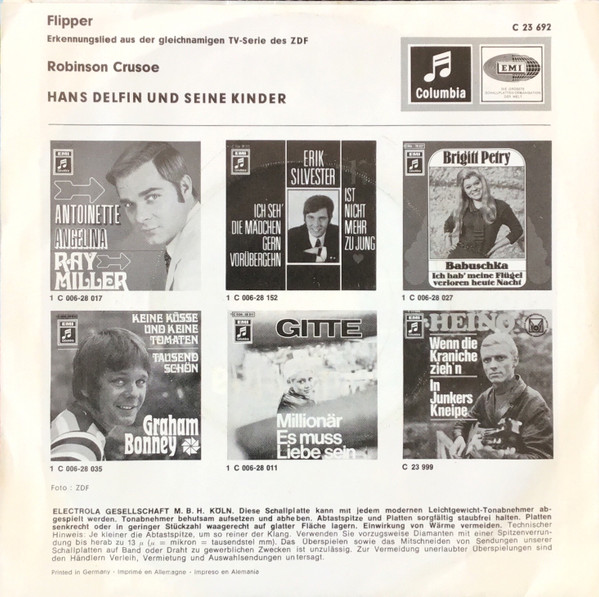 Flipper
Erkennungslied aus der gleichnamigen TV-Serie des ZDF
Robinson Crusoe
HANS DELFIN UND SEINE KINDER
C 23 692
Columbia
EMI
ANTOINETTE
ANGELINA
RAY
MILLER
1 C 006-28 017
ERIK
SILVESTER
ICH SEH'
DIE MÄDCHEN
GERN
VORÜBERGEHN
IST
NICHT
MEHR
ZU JUNG
1 C 006-28 152
Brigitt Petry
Babuschka
Ich hab' meine Flügel
verloren heute Nacht
1 C 006-28 027
KEINE KÜSSE
UND KEINE
TOMATEN
TAUSEND
SCHÖN
Graham
Bonney
1 C 006-28 035
GITTE
Millionär
Es muss
Liebe sein
1 C 006-28 011
HEINO
Wenn die
Kraniche
zieh'n
In
Junkers
Kneipe
C 23 999
Foto: ZDF
ELECTROLA GESELLSCHAFT M. B. H. KÖLN. Diese Schallplatte kann mit jedem modernen Leichtgewicht-Tonabnehmer ab-
gespielt werden. Tonabnehmer behutsam aufsetzen und abheben. Abtastspitze und Platten sorgfältig staubfrei halten. Platten
senkrecht oder in geringer Stückzahl waagerecht auf glatter Fläche lagern. Einwirkung von Wärme vermeiden. Technischer
Hinweis: Je kleiner die Abtastspitze, um so reiner der Klang. Verwenden Sie vorzugsweise Diamanten mit einer Spitzenverrun-
dung bis herab zu 13 µ (µ = mikron = tausendstel mm). Das Überspielen sowie das Mitschneiden von Sendungen unserer
Schallplatten auf Band oder Draht zu gewerblichen Zwecken ist unzulässig. Zur Vermeidung unerlaubter Überspielungen sind
den Händlern Verleih, Vermietung und Auswahlsendungen untersagt.
Printed in Germany - Imprimé en Allemagne - Impreso en Alemania